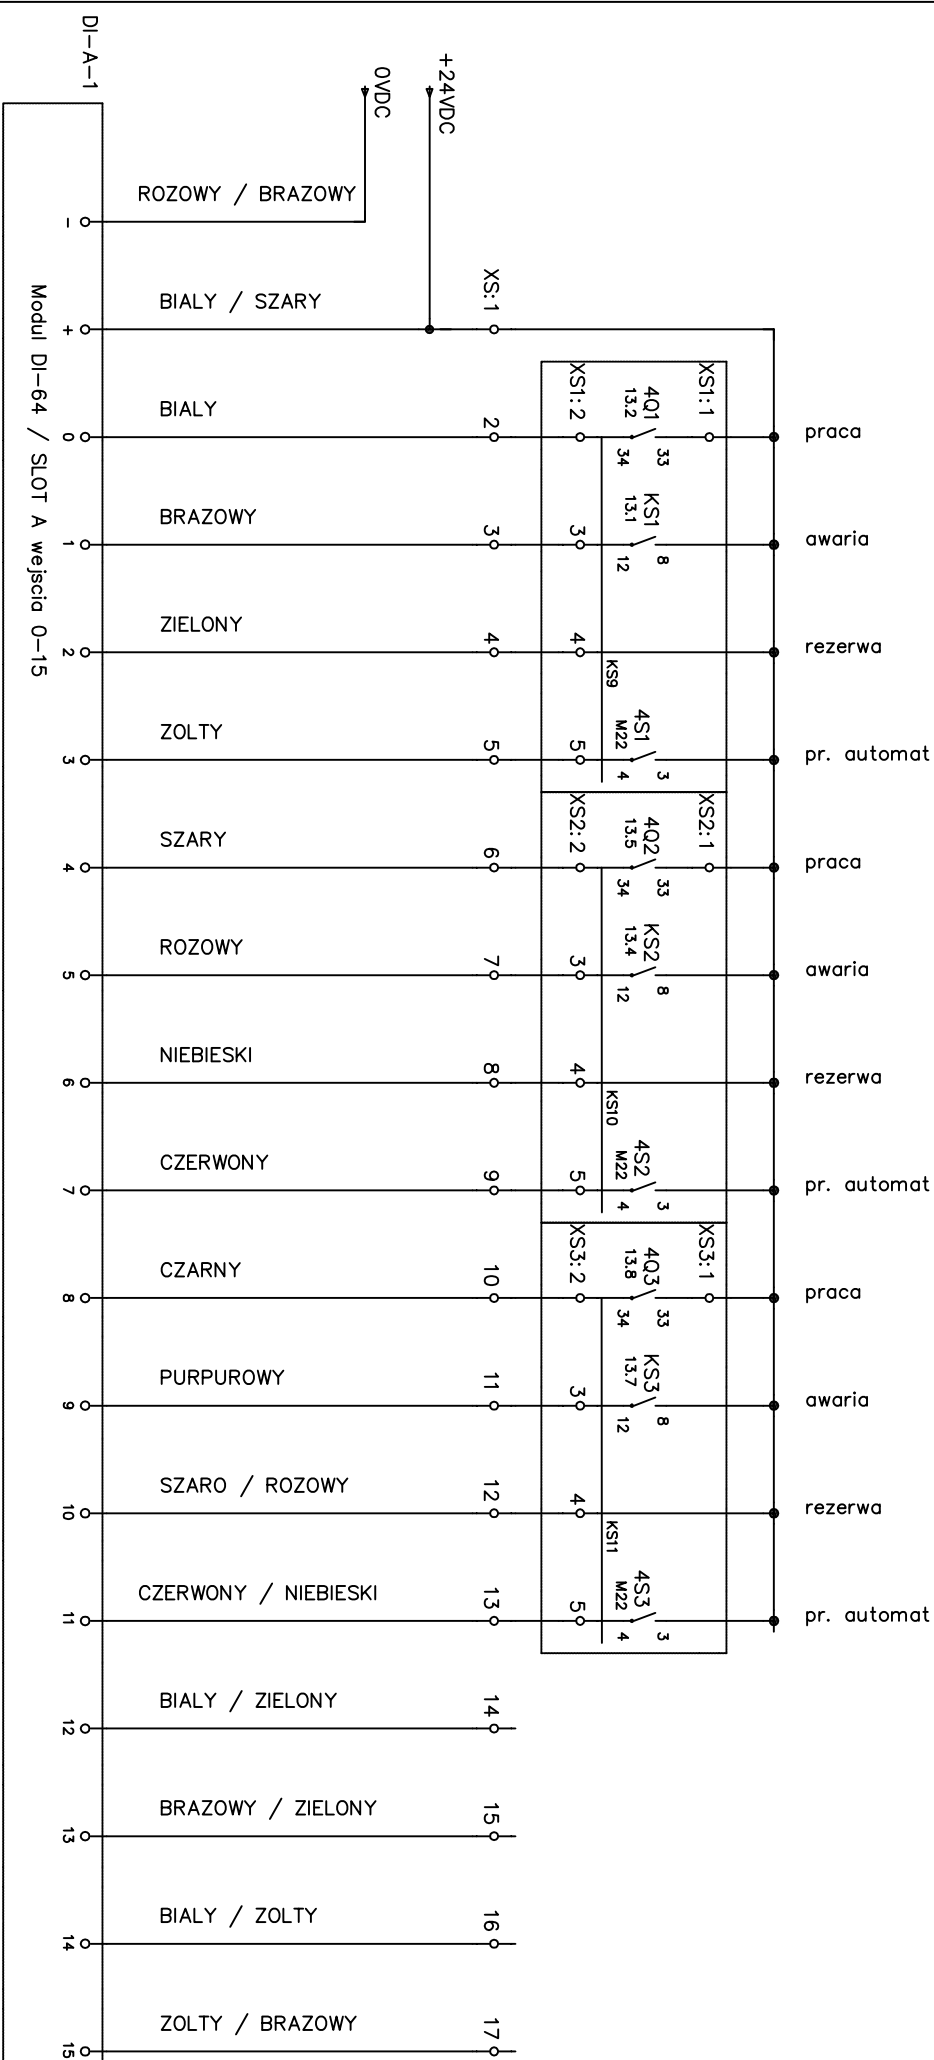 DI-A-1
0VDC
+24VDC
ROZOWY / BRAZOWY
-
Modul DI-64 / SLOT A wejscia 0-15
BIALY / SZARY
+
XS:1
BIALY
0
2
XS1:2
4Q1
13.2
34
33
XS1:1
praca
BRAZOWY
1
3
3
KS1
13.1
12
8
awaria
ZIELONY
2
4
4
KS9
rezerwa
ZOLTY
3
5
5
4S1
M22
4
3
pr. automat
SZARY
4
6
XS2:2
4Q2
13.5
34
33
XS2:1
praca
ROZOWY
5
7
3
KS2
13.4
12
8
awaria
NIEBIESKI
6
8
4
KS10
rezerwa
CZERWONY
7
9
5
4S2
M22
4
3
pr. automat
CZARNY
8
10
XS3:2
4Q3
13.8
34
33
XS3:1
praca
PURPUROWY
9
11
3
KS3
13.7
12
8
awaria
SZARO / ROZOWY
10
12
4
KS11
rezerwa
CZERWONY / NIEBIESKI
11
13
5
4S3
M22
4
3
pr. automat
BIALY / ZIELONY
12
14
BRAZOWY / ZIELONY
13
15
BIALY / ZOLTY
14
16
ZOLTY / BRAZOWY
15
17